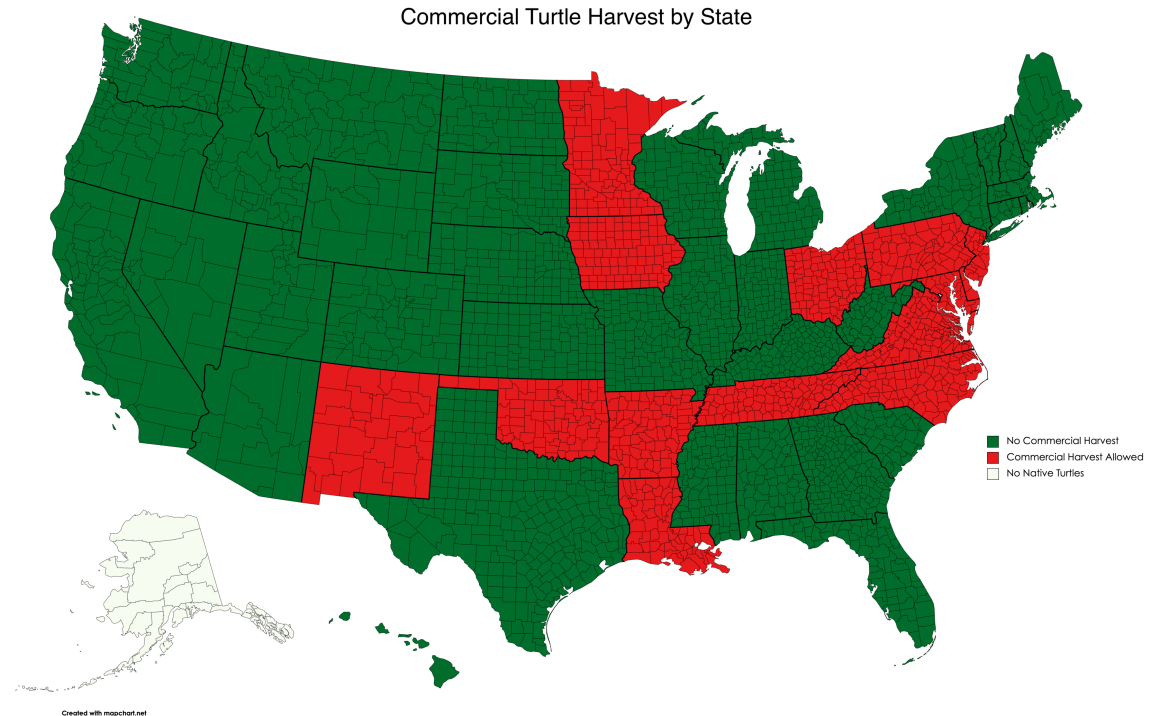 Commercial Turtle Harvest by State
No Commercial Harvest
Commercial Harvest Allowed
No Native Turtles
Created with mapchart.net